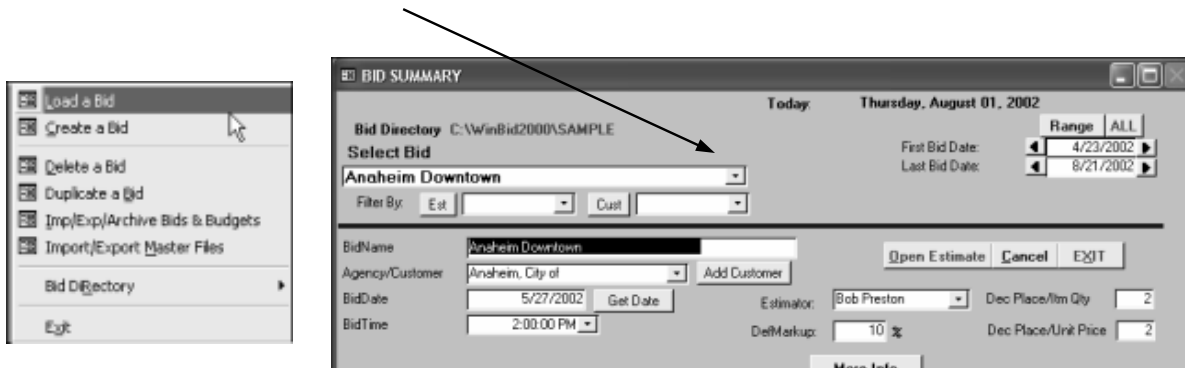 Load a Bid
Create a Bid
Delete a Bid
Duplicate a Bid
Imp/Exp/Archive Bids & Budgets
Import/Export Master Files
Bid DiRectory
Exit
BID SUMMARY
Today: Thursday, August 01, 2002
Bid Directory C:\WinBid2000\SAMPLE
Range ALL
Select Bid
First Bid Date: 4/23/2002
Last Bid Date: 8/21/2002
Anaheim Downtown
Filter By: Est Cust
BidName Anaheim Downtown
Open Estimate Cancel EXIT
Agency/Customer Anaheim, City of Add Customer
BidDate 5/27/2002 Get Date Estimator: Bob Preston Dec Place/Itm Qty 2
BidTime 2:00:00 PM DefMarkup: 10 % Dec Place/Unit Price 2
More Info